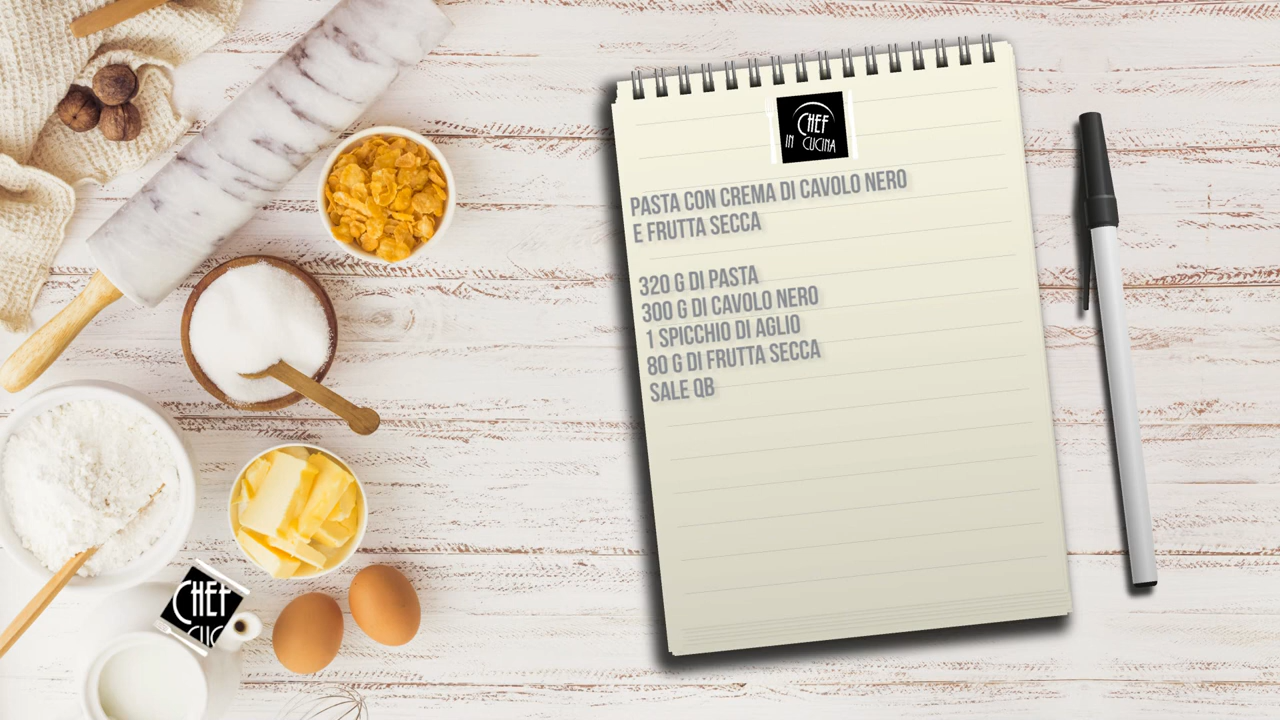 CHEF
IN CUCINA
PASTA CON CREMA DI CAVOLO NERO
E FRUTTA SECCA
320 G DI PASTA
300 G DI CAVOLO NERO
1 SPICCHIO DI AGLIO
80 G DI FRUTTA SECCA
SALE QB
CHEF